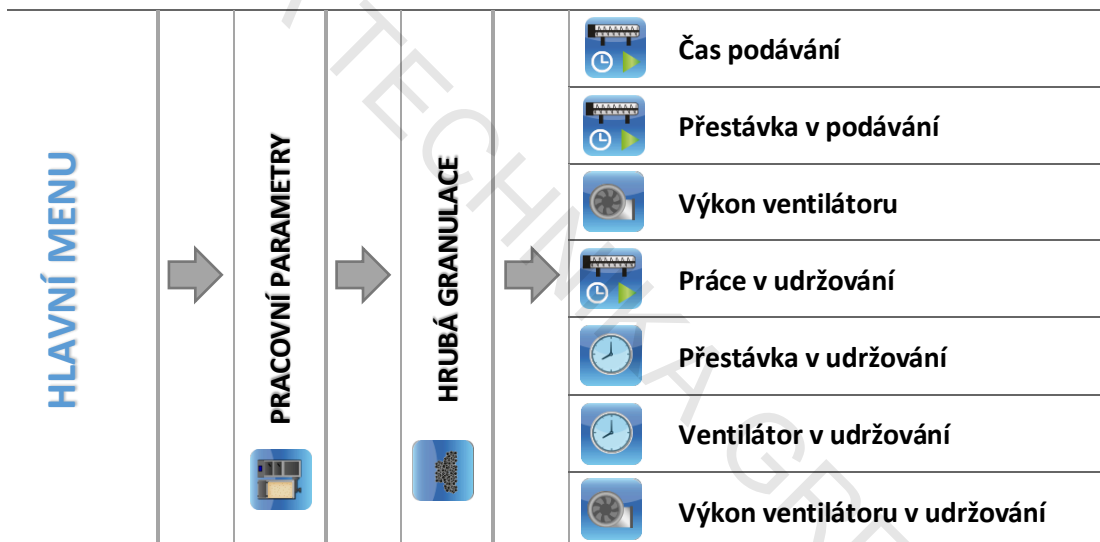 HLAVNÍ MENU
PRACOVNÍ PARAMETRY
HRUBÁ GRANULACE
Čas podávání
Přestávka v podávání
Výkon ventilátoru
Práce v udržování
Přestávka v udržování
Ventilátor v udržování
Výkon ventilátoru v udržování
TECHNIKA